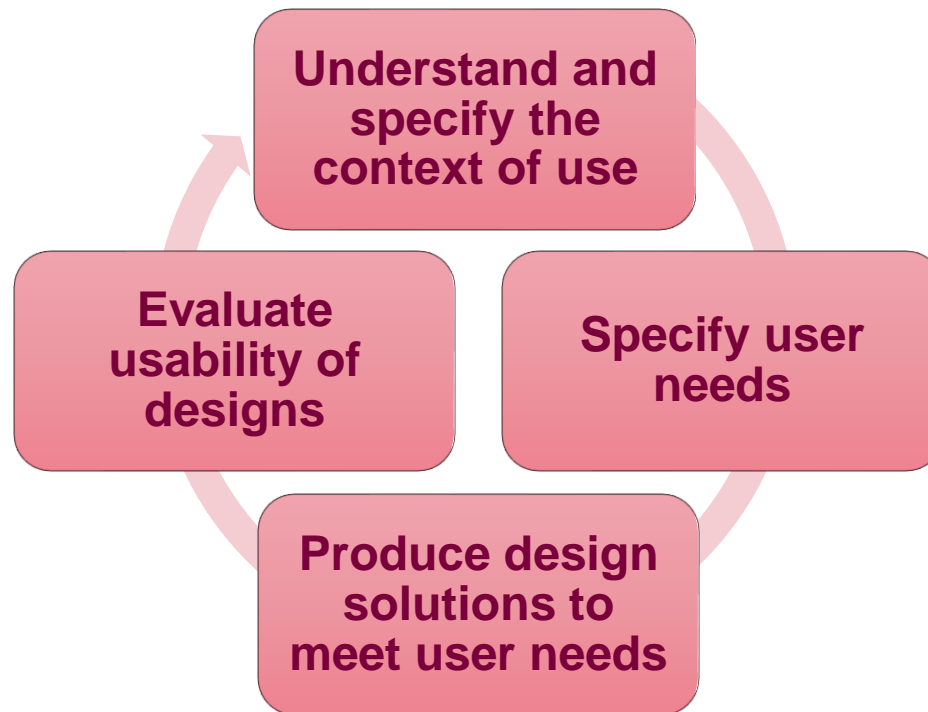 Understand and
specify the
context of use
Specify user
needs
Produce design
solutions to
meet user needs
Evaluate
usability of
designs